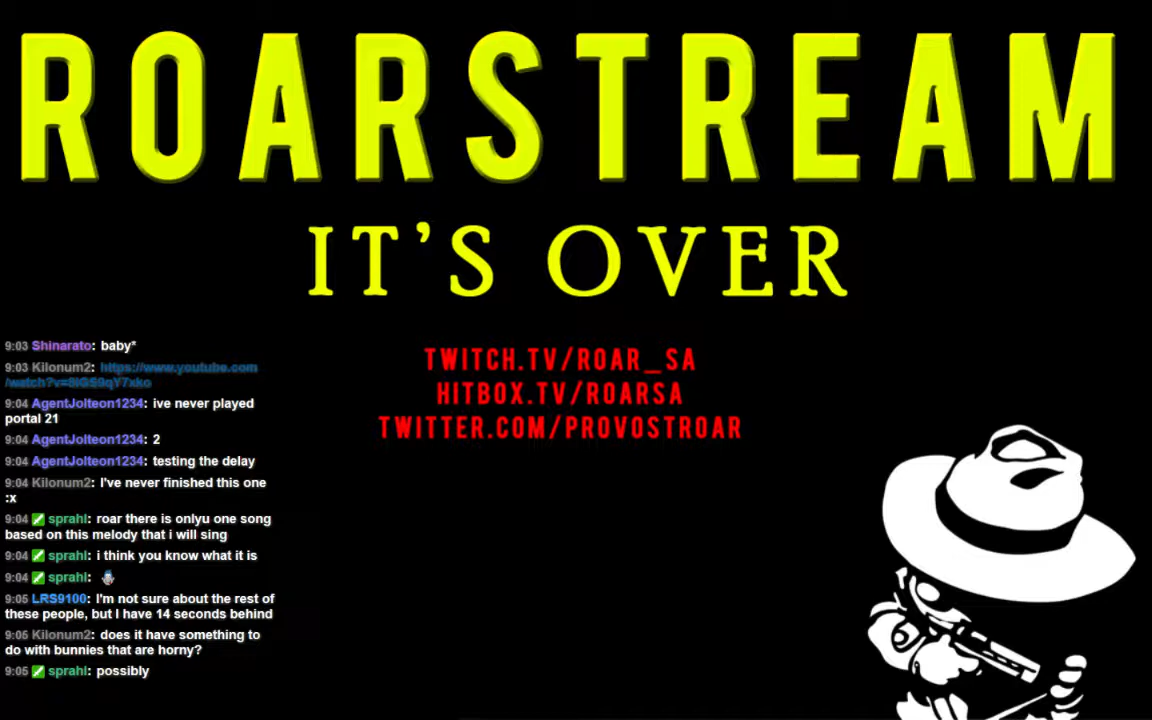 ROARSTREAM
IT'S OVER
TWITCH.TV/ROAR_SA
HITBOX.TV/ROARSA
TWITTER.COM/PROVOSTROAR
9:03 Shinarato: baby*
9:03 Kilonum2: https://www.youtube.com
9:04 AgentJolteon1234: ive never played
portal 21
9:04 AgentJolteon1234: 2
9:04 AgentJolteon1234: testing the delay
9:04 Kilonum2: I've never finished this one
:x
9:04 sprahl: roar there is onlyu one song
based on this melody that i will sing
9:04 sprahl: i think you know what it is
9:04 sprahl:
9:05 LRS9100: I'm not sure about the rest of
these people, but I have 14 seconds behind
9:05 Kilonum2: does it have something to
do with bunnies that are horny?
9:05 sprahl: possibly